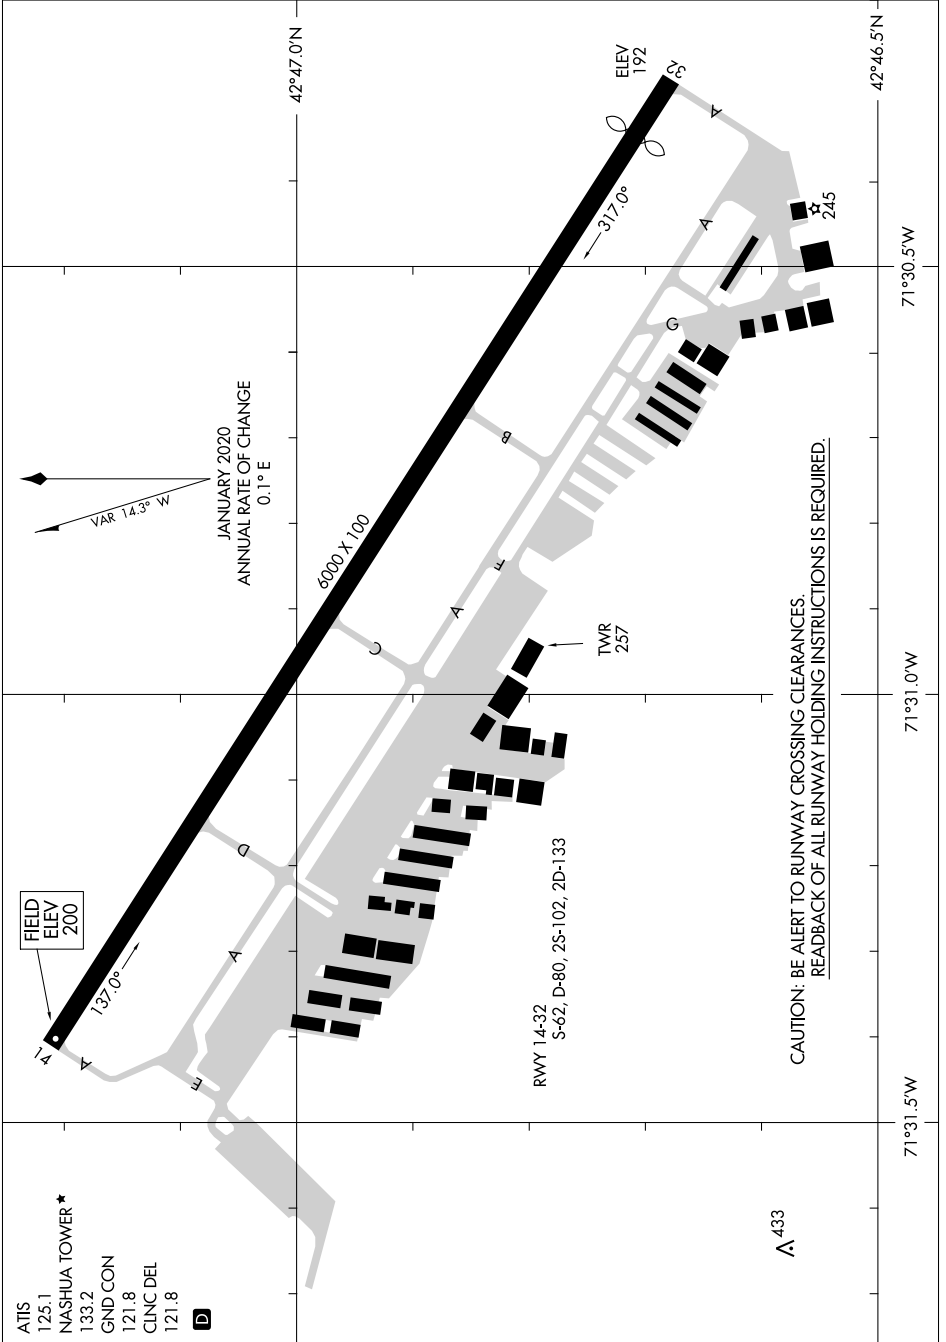 ATIS
125.1
NASHUA TOWER★
133.2
GND CON
121.8
CLNC DEL
121.8
D
FIELD
ELEV
200
14
137.0°
A
E
A
D
C
A
F
B
A
G
A
6000 X 100
317.0°
ELEV
192
32
VAR 14.3° W
JANUARY 2020
ANNUAL RATE OF CHANGE
0.1° E
TWR
257
245
433
RWY 14-32
S-62, D-80, 2S-102, 2D-133
CAUTION: BE ALERT TO RUNWAY CROSSING CLEARANCES.
READBACK OF ALL RUNWAY HOLDING INSTRUCTIONS IS REQUIRED.
42°47.0'N
42°46.5'N
71°31.5'W
71°31.0'W
71°30.5'W